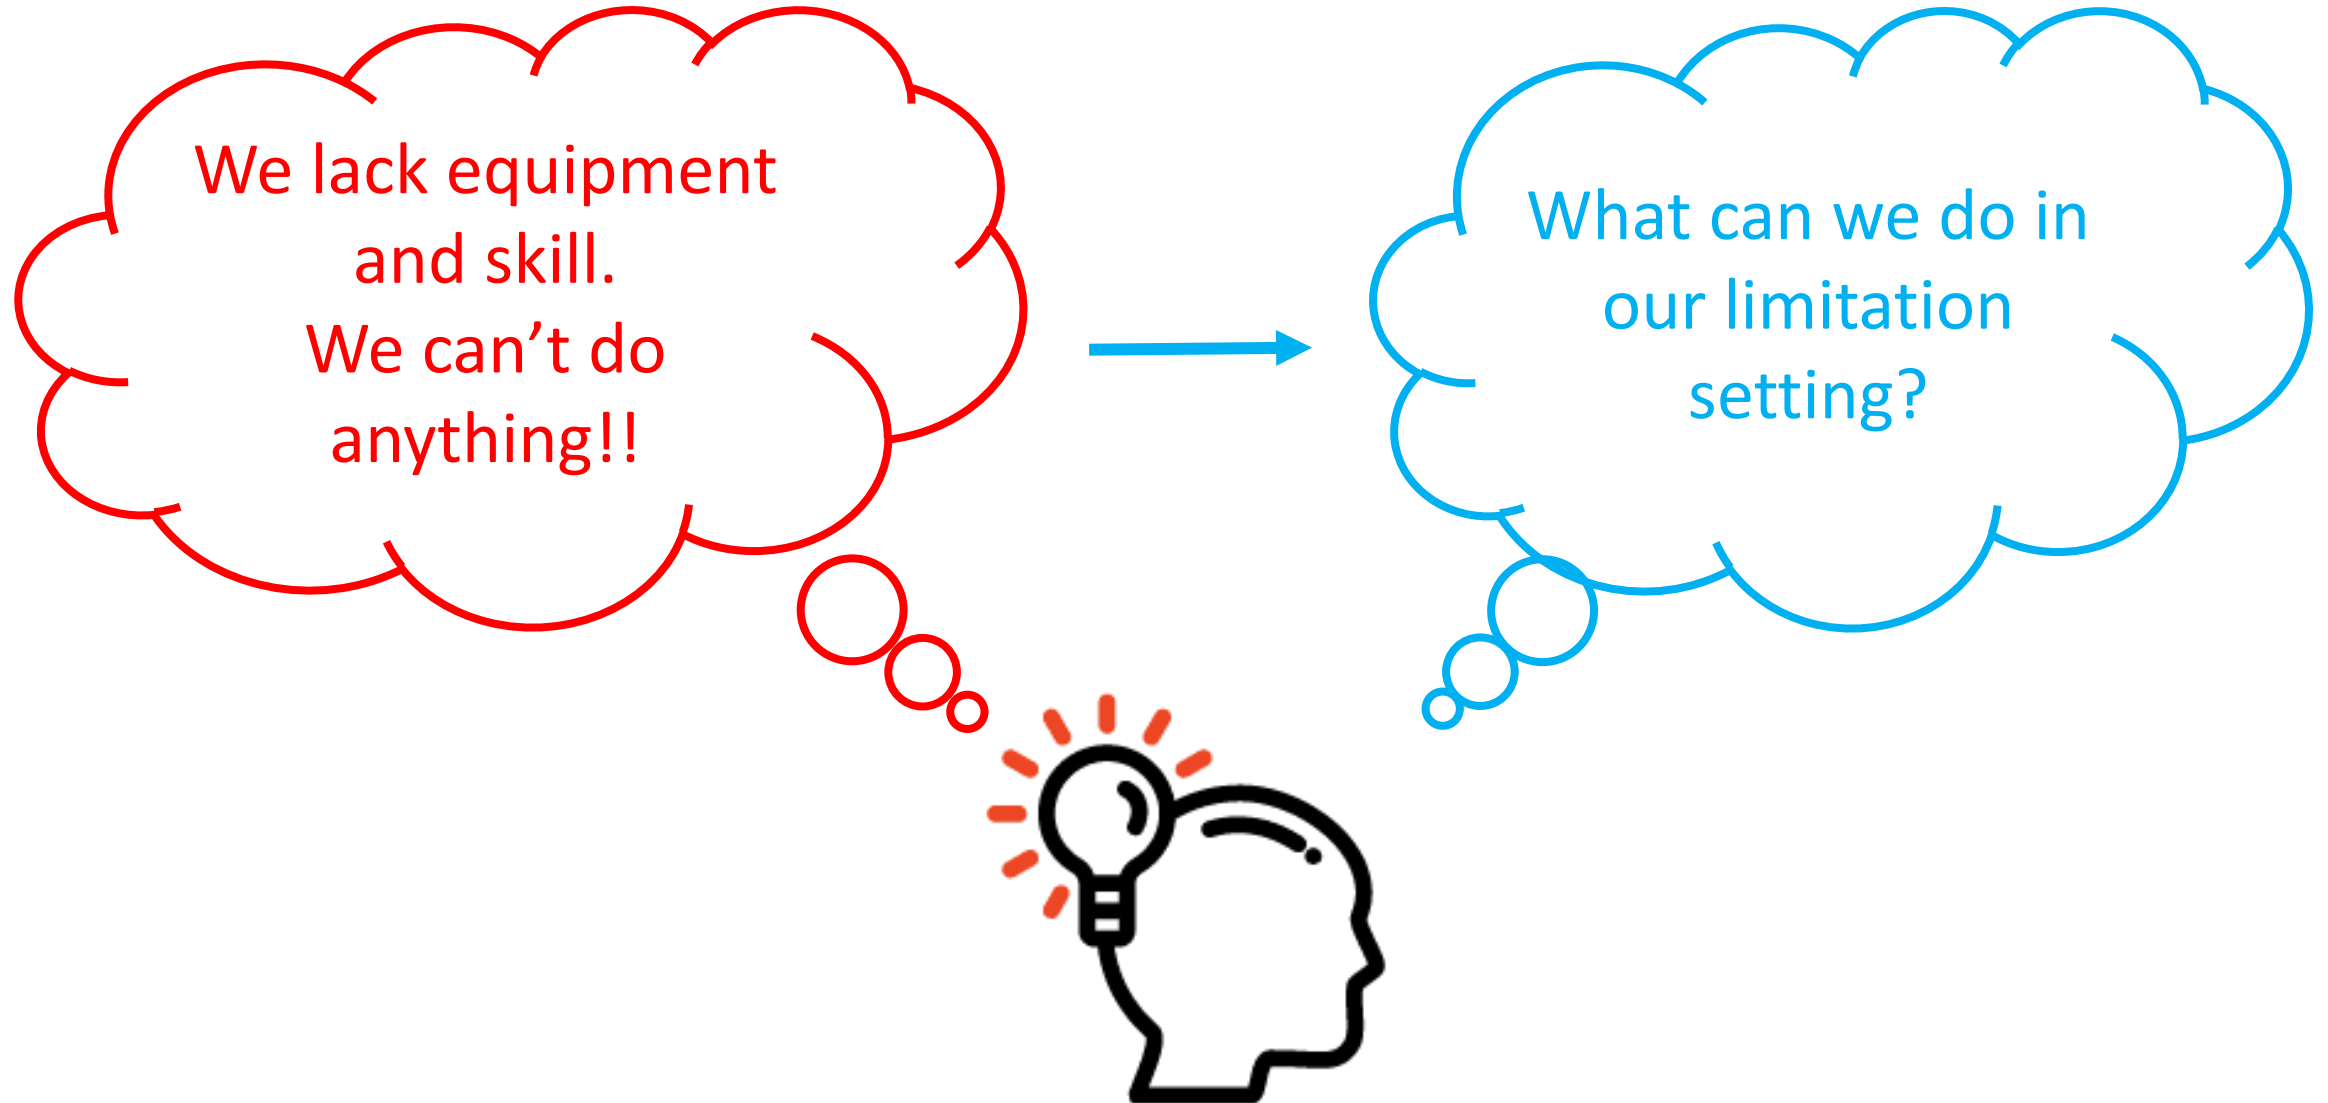 We lack equipment
and skill.
We can’t do
anything!!
What can we do in
our limitation
setting?